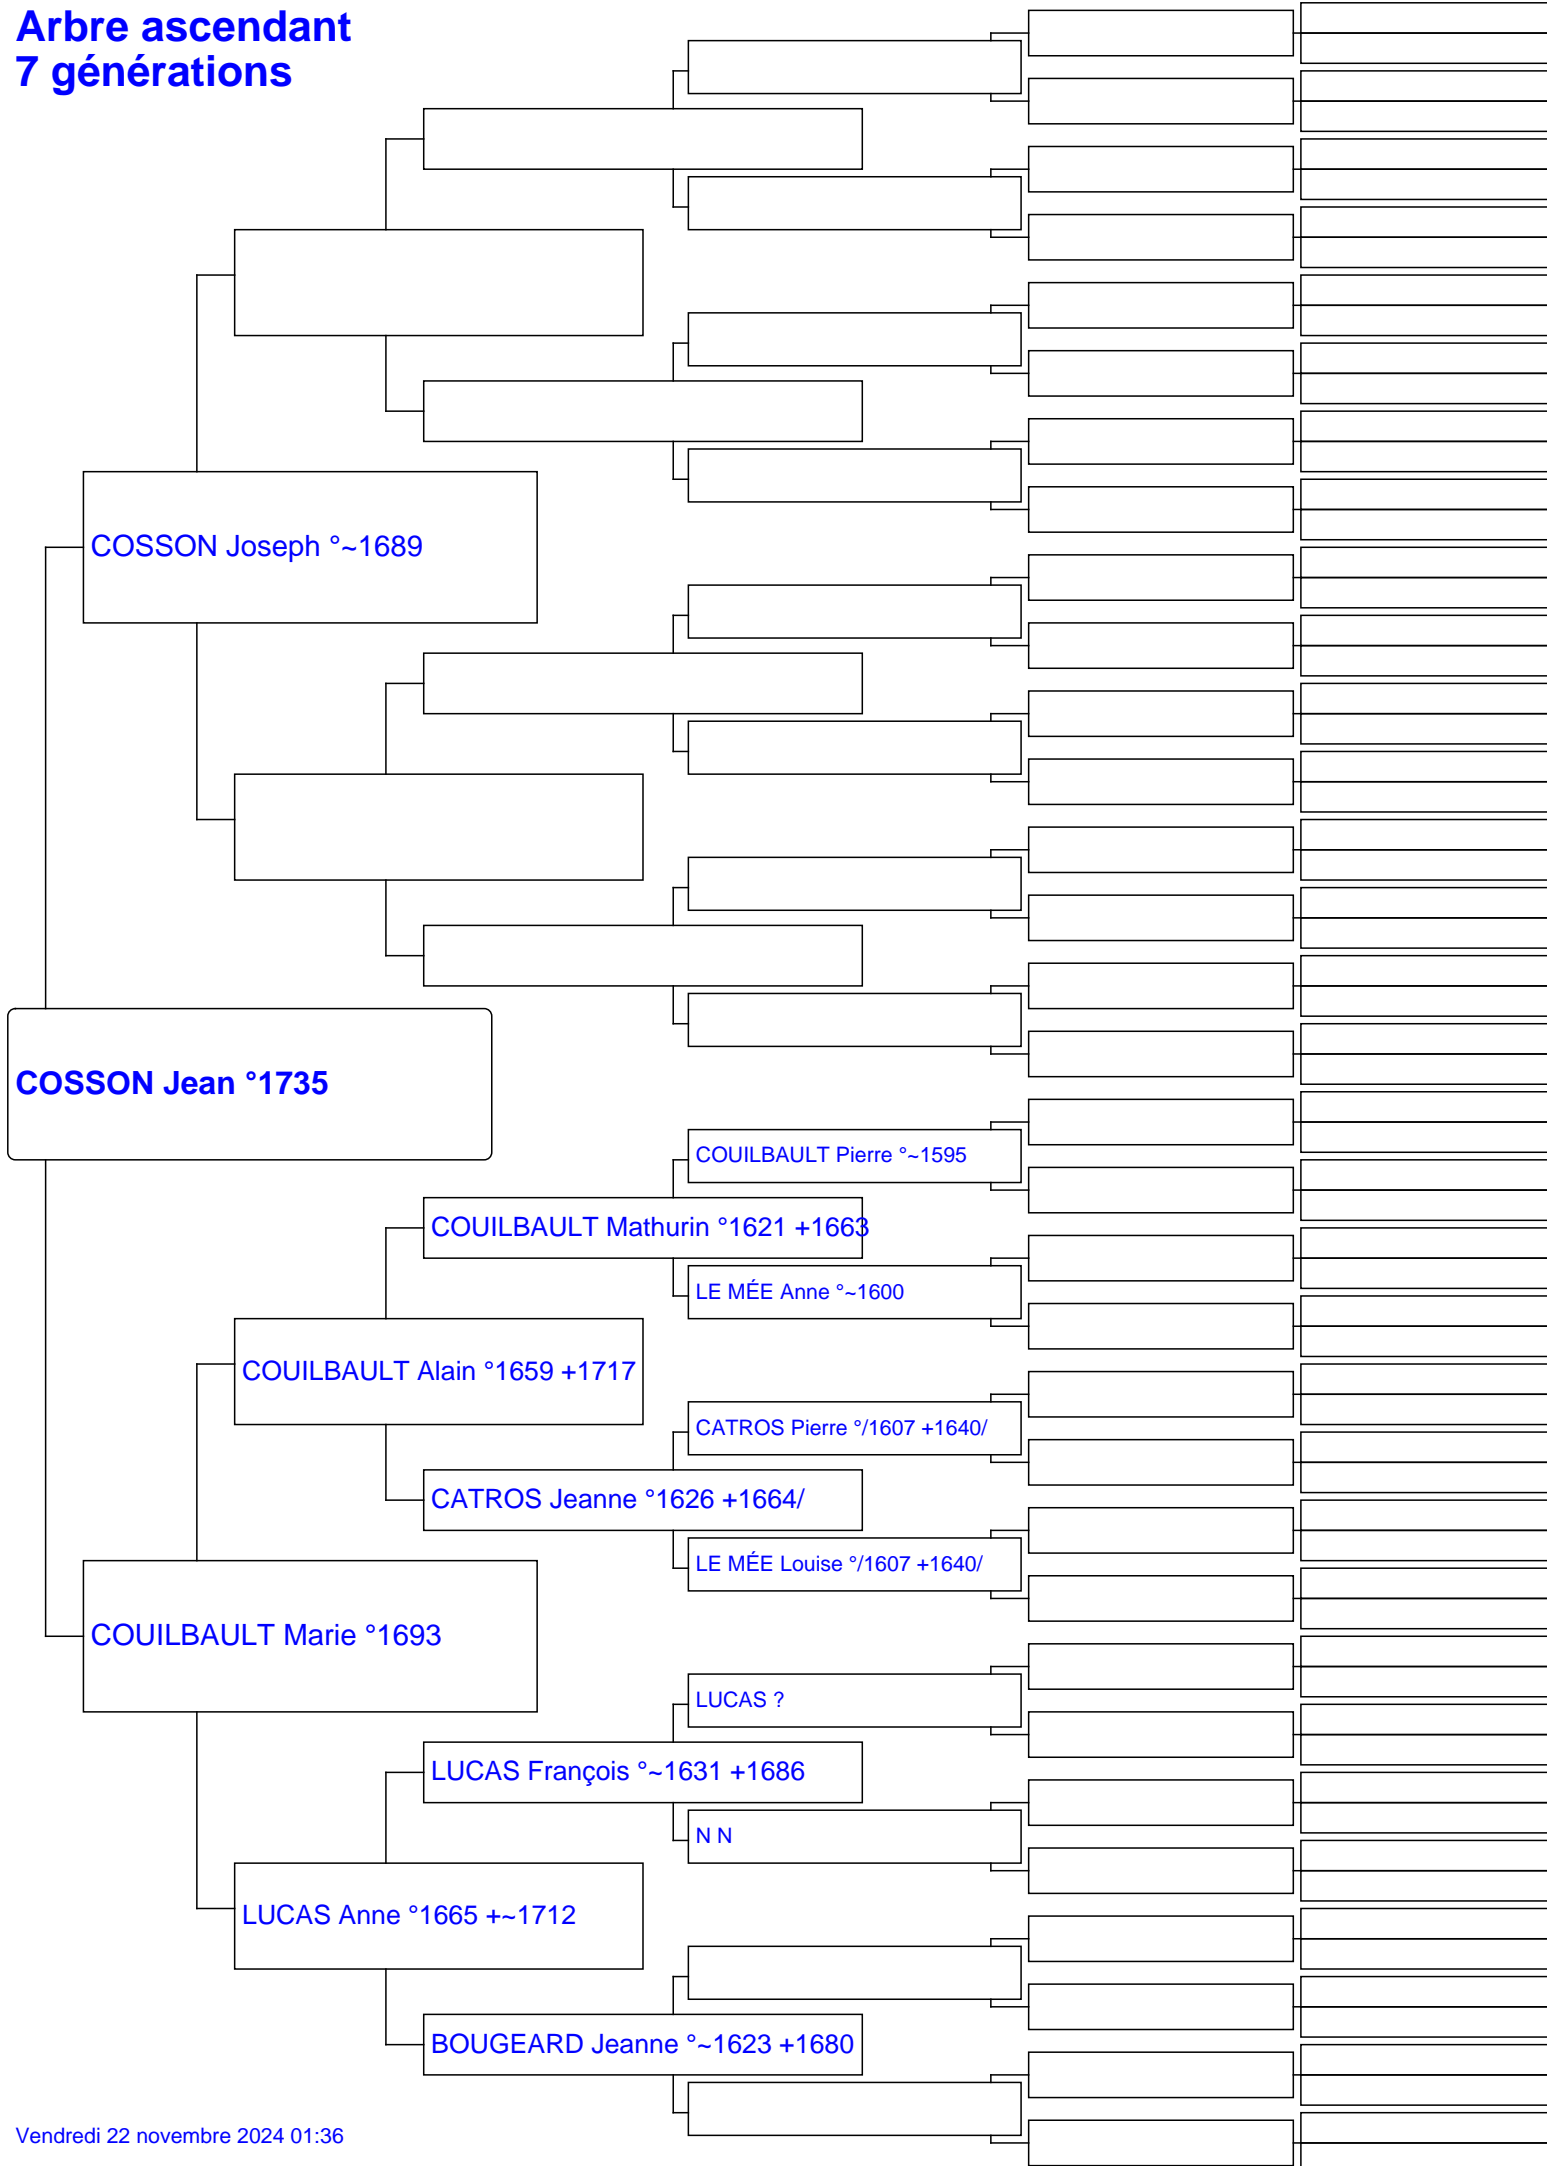 Arbre ascendant
7 générations
COSSON Joseph °~1689
COSSON Jean °1735
COUILBAULT Pierre °~1595
COUILBAULT Mathurin °1621 +1663
LE MÉE Anne °~1600
COUILBAULT Alain °1659 +1717
CATROS Pierre °/1607 +1640/
CATROS Jeanne °1626 +1664/
LE MÉE Louise °/1607 +1640/
COUILBAULT Marie °1693
LUCAS ?
LUCAS François °~1631 +1686
N N
LUCAS Anne °1665 +~1712
BOUGEARD Jeanne °~1623 +1680
Vendredi 22 novembre 2024 01:36